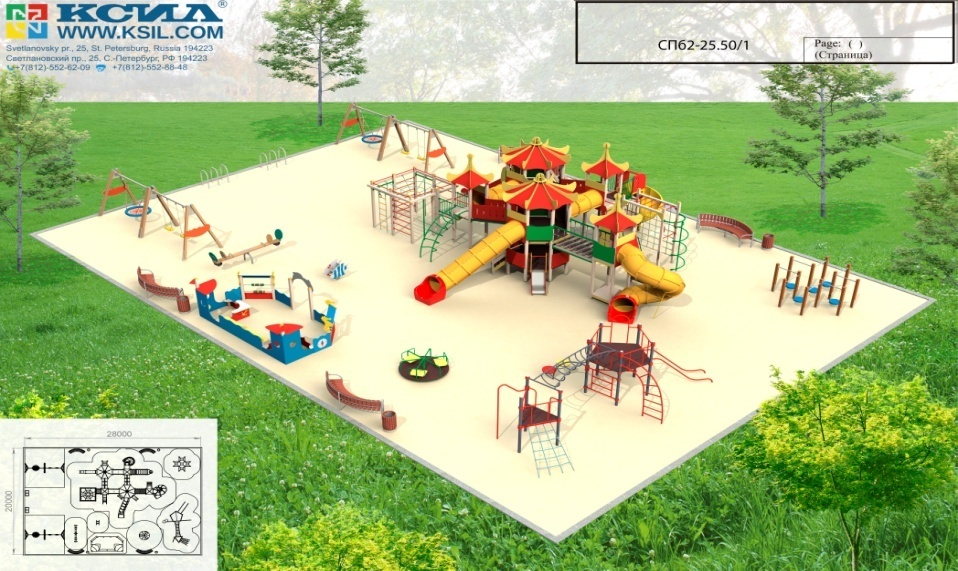 КСИЛ®
WWW.KSIL.COM
Svetlanovsky pr., 25, St. Petersburg, Russia 194223
Светлановский пр., 25, С.-Петербург, РФ 194223
+7(812)-552-62-09 +7(812)-552-88-48
СП62-25.50/1
Page: ( )
(Страница)
28000
20000